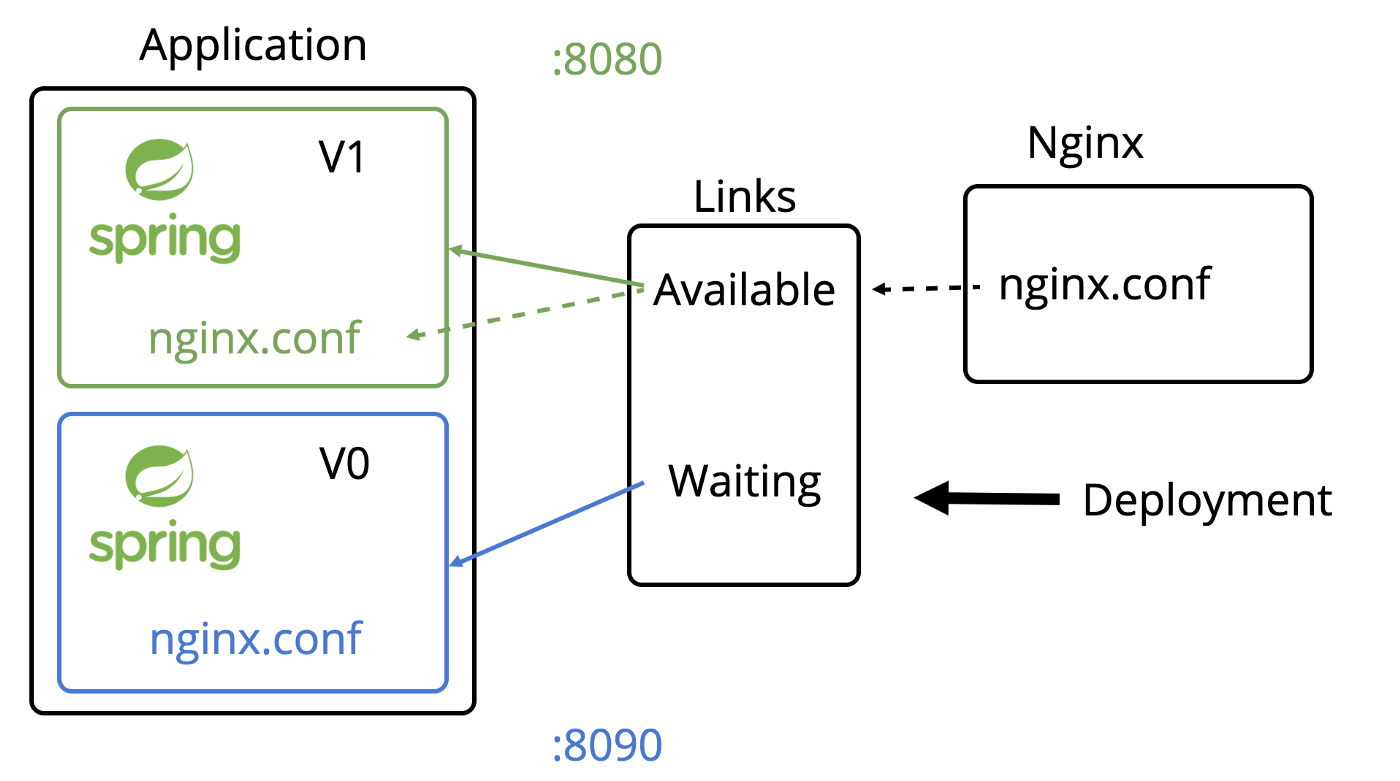 Application
:8080
V1
spring
nginx.conf
V0
spring
nginx.conf
:8090
Links
Available
Waiting
Nginx
nginx.conf
Deployment